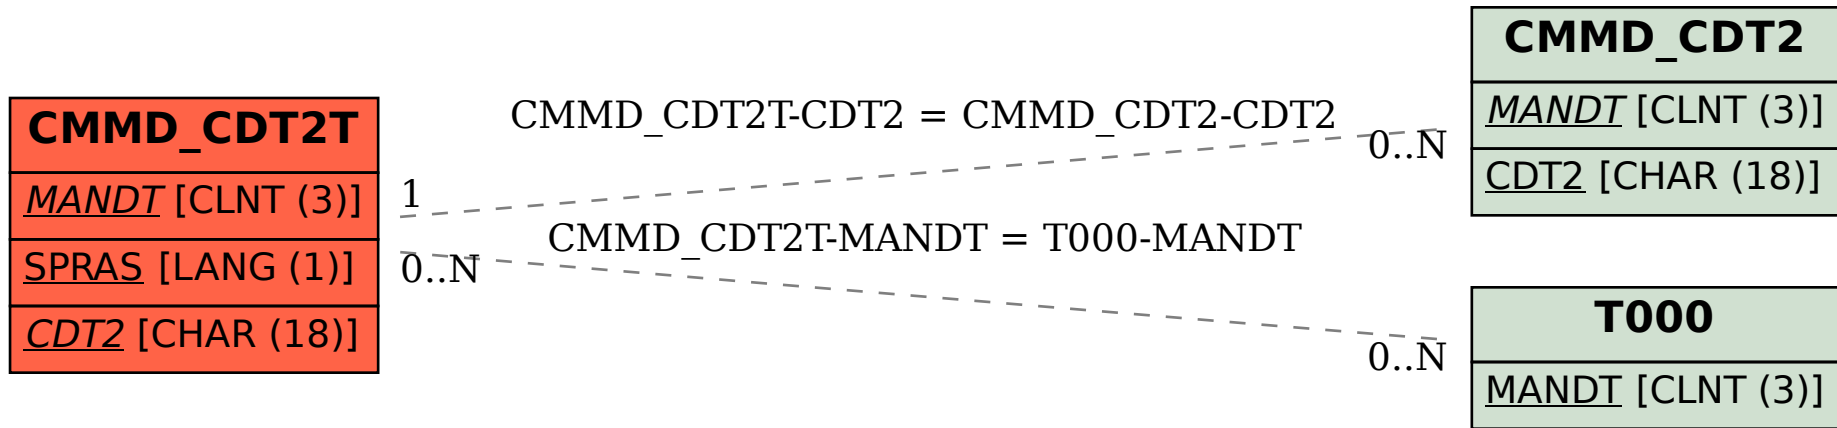 CMMD_CDT2T
MANDT [CLNT (3)]
SPRAS [LANG (1)]
CDT2 [CHAR (18)]
CMMD_CDT2T-CDT2 = CMMD_CDT2-CDT2
1
0..N
CMMD_CDT2T-MANDT = T000-MANDT
0..N
0..N
CMMD_CDT2
MANDT [CLNT (3)]
CDT2 [CHAR (18)]
T000
MANDT [CLNT (3)]